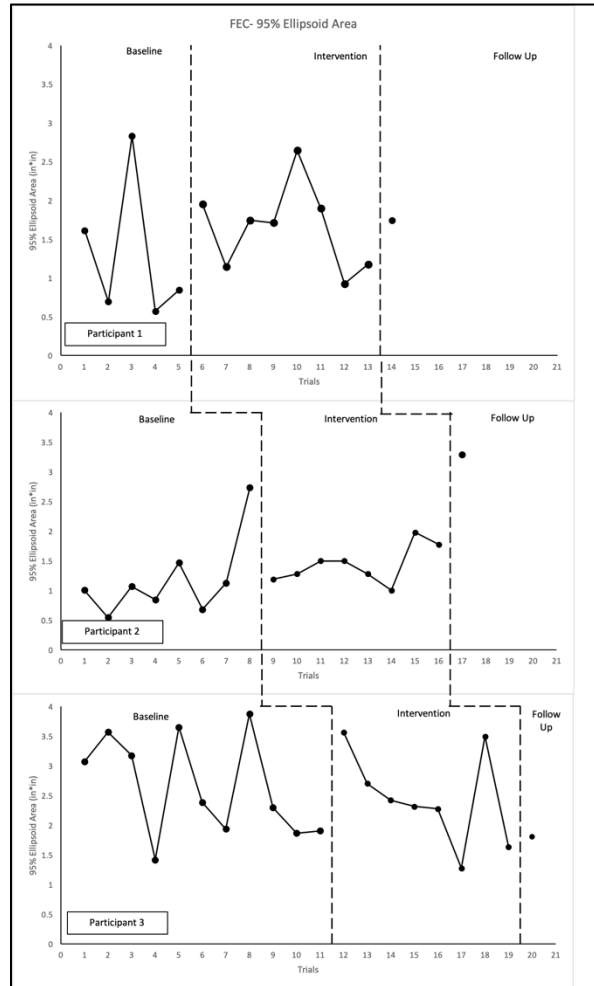 FEC- 95% Ellipsoid Area
Baseline
Intervention
Follow Up
4
3.5
3
2.5
2
1.5
1
0.5
0
95% Ellipsoid Area (in*in)
Participant 1
0 1 2 3 4 5 6 7 8 9 10 11 12 13 14 15 16 17 18 19 20 21
Trials
Baseline
Intervention
Follow Up
4
3.5
3
2.5
2
1.5
1
0.5
0
95% Ellipsoid Area (in*in)
Participant 2
0 1 2 3 4 5 6 7 8 9 10 11 12 13 14 15 16 17 18 19 20 21
Trials
Baseline
Intervention
Follow
Up
4
3.5
3
2.5
2
1.5
1
0.5
0
95% Ellipsoid Area (in*in)
Participant 3
0 1 2 3 4 5 6 7 8 9 10 11 12 13 14 15 16 17 18 19 20 21
Trials